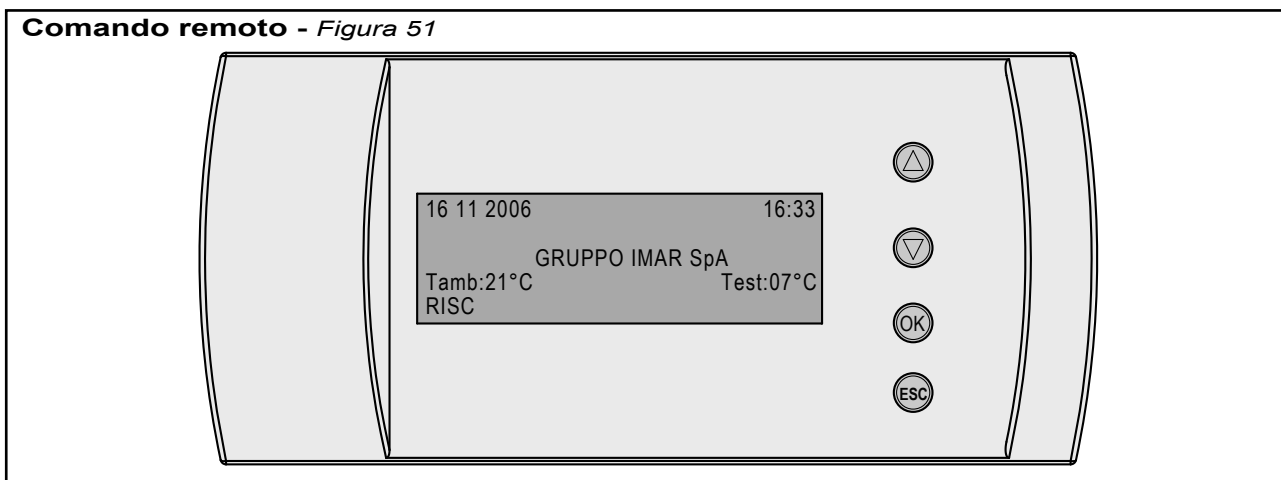 Comando remoto - Figura 51
16 11 2006 16:33
GRUPPO IMAR SpA
Tamb:21°C Test:07°C
RISC
OK
ESC